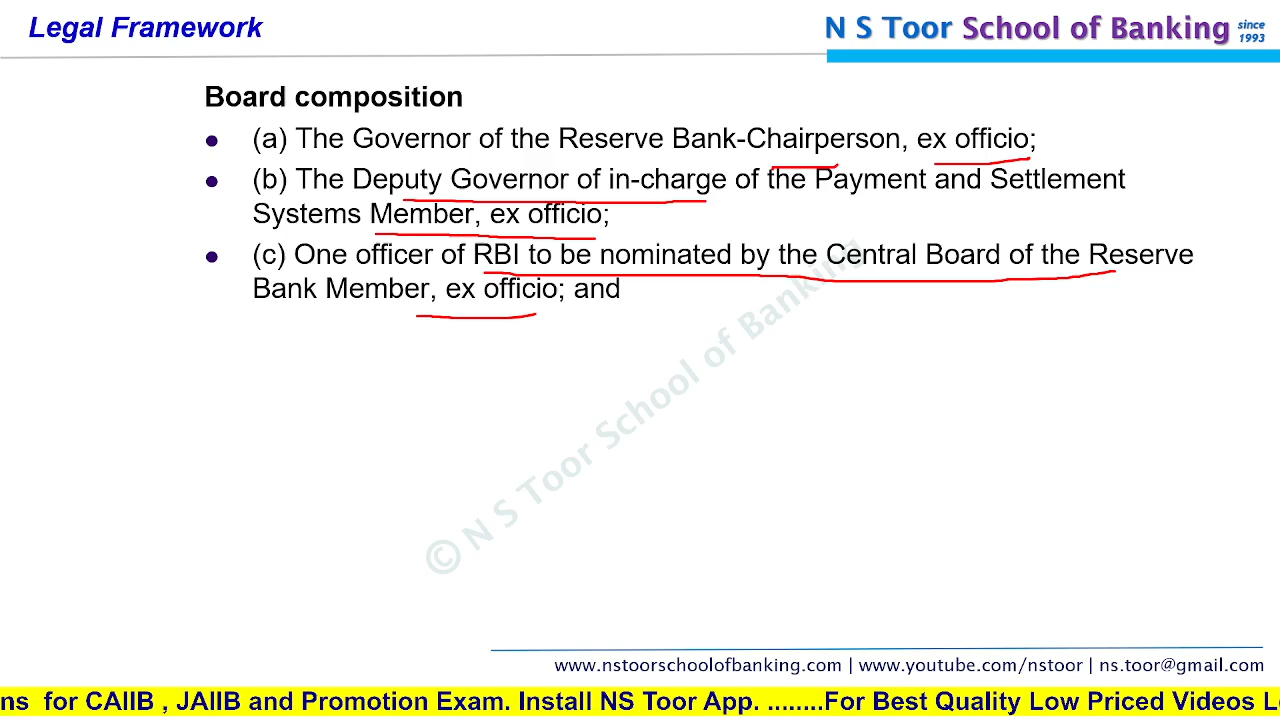 Legal Framework
N S Toor School of Banking since 1993
Board composition
● (a) The Governor of the Reserve Bank-Chairperson, ex officio;
● (b) The Deputy Governor of in-charge of the Payment and Settlement
Systems Member, ex officio;
● (c) One officer of RBI to be nominated by the Central Board of the Reserve
Bank Member, ex officio; and
© N S Toor School of Banking
www.nstoorschoolofbanking.com | www.youtube.com/nstoor | ns.toor@gmail.com
ns for CAIIB , JAIIB and Promotion Exam. Install NS Toor App. ........For Best Quality Low Priced Videos L